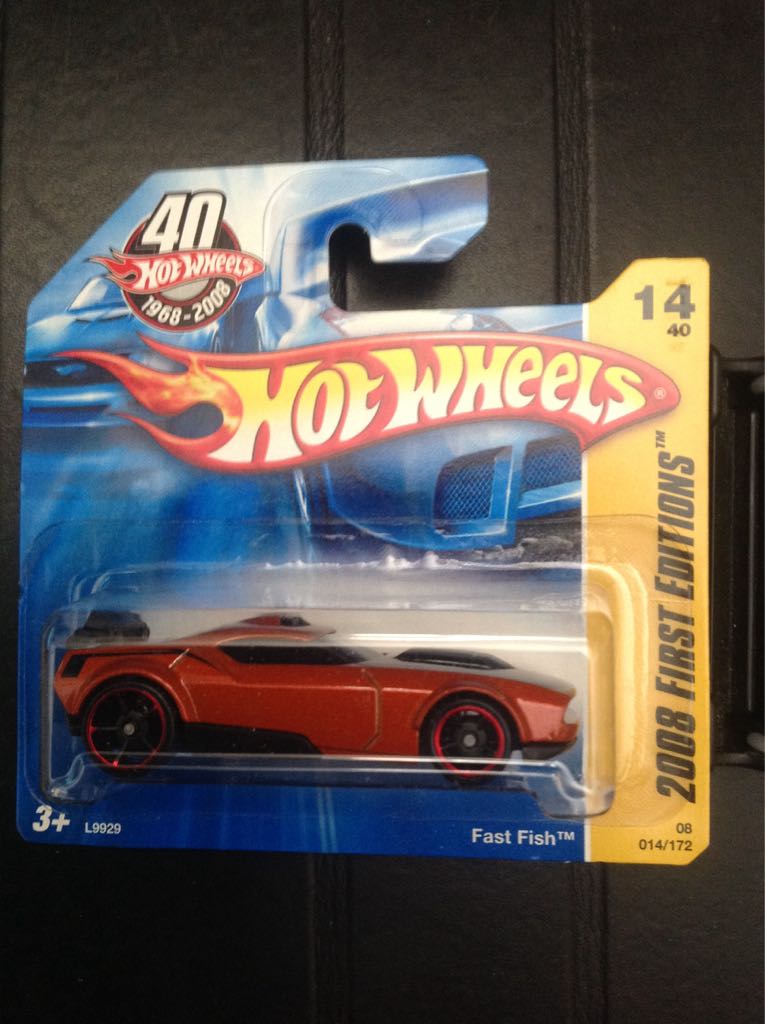 40
HOT WHEELS
1968-2008
14
40
HOT WHEELS®
2008 FIRST EDITIONS™
3+
L9929
Fast Fish™
08
014/172